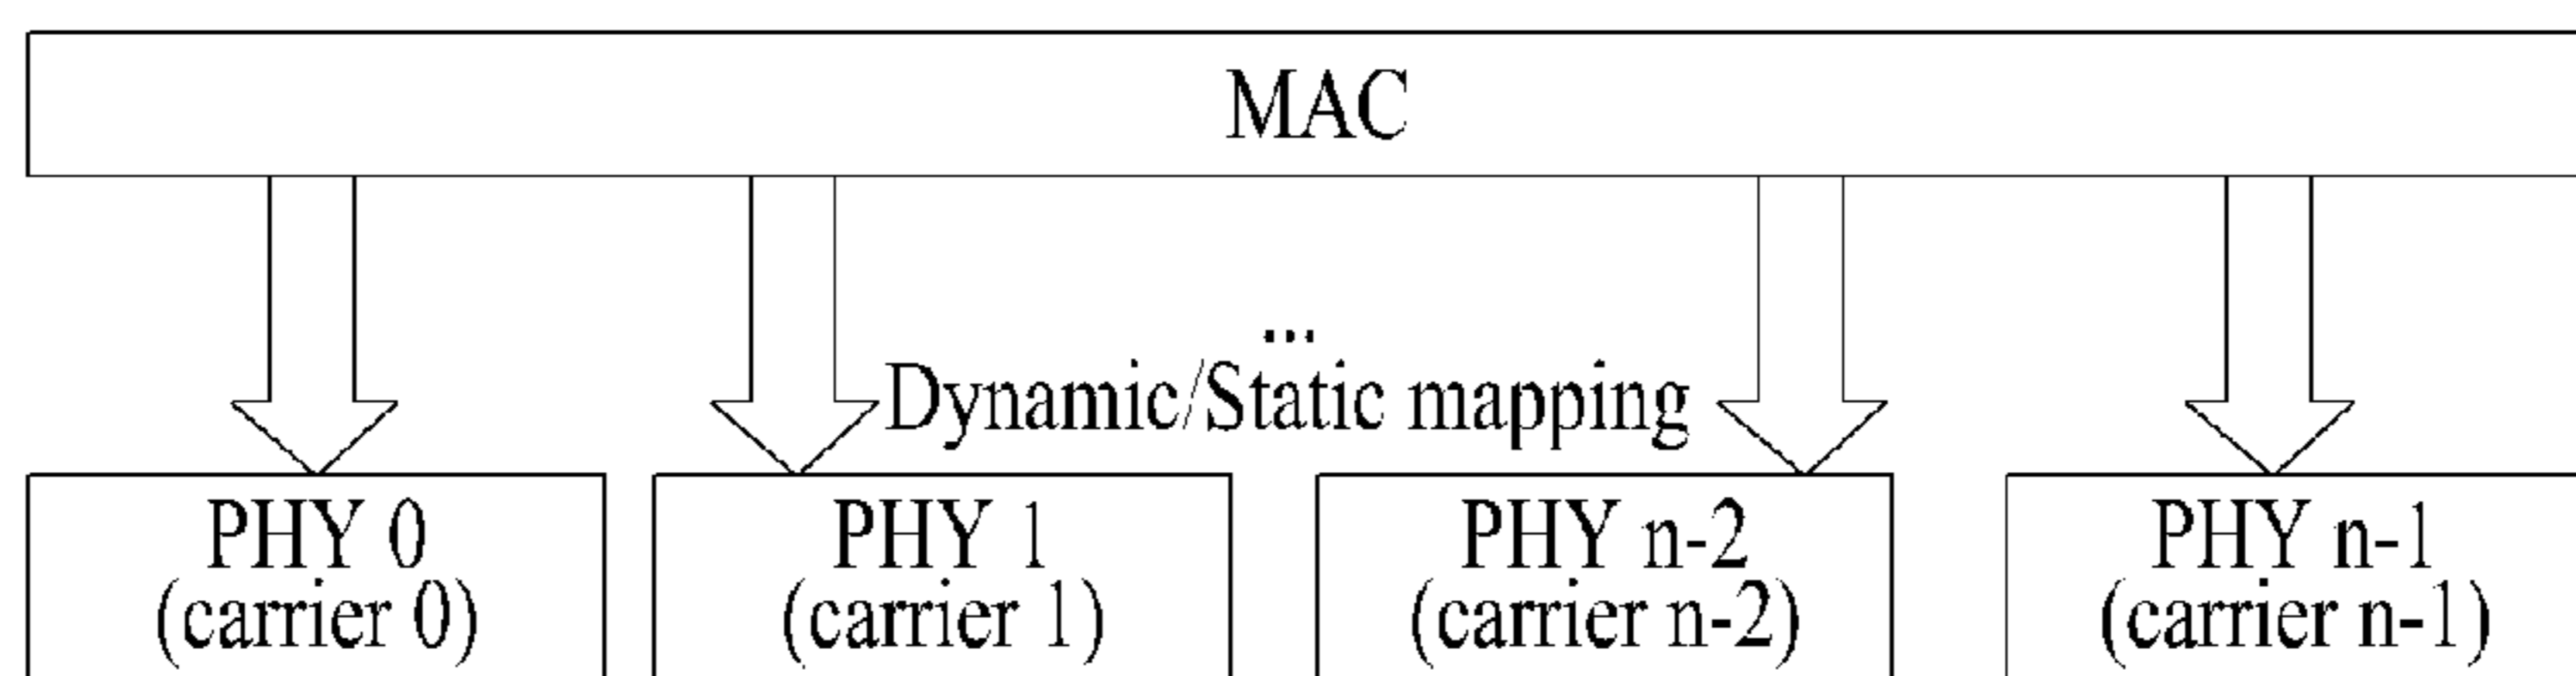 MAC
...
Dynamic/Static mapping
PHY 0
(carrier 0)
PHY 1
(carrier 1)
PHY n-2
(carrier n-2)
PHY n-1
(carrier n-1)